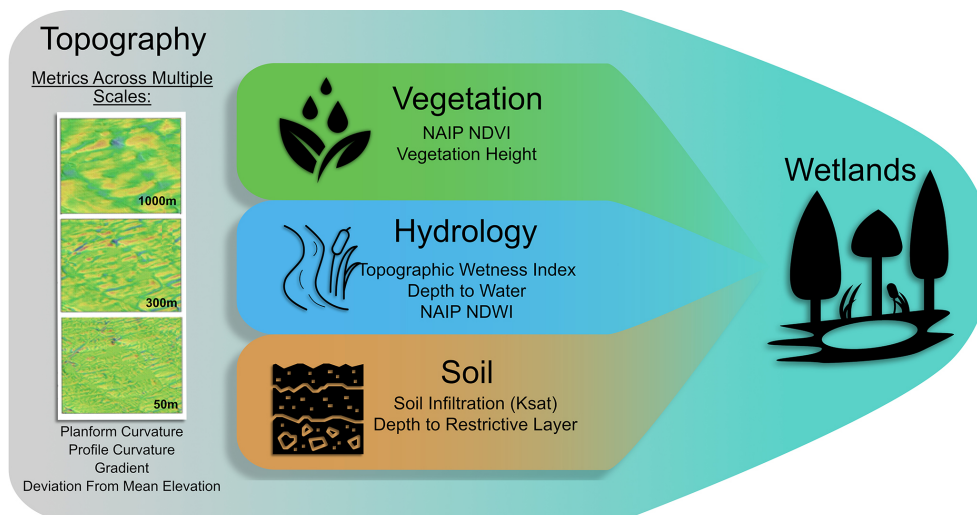 Topography
Metrics Across Multiple
Scales:
1000m
300m
50m
Planform Curvature
Profile Curvature
Gradient
Deviation From Mean Elevation
Vegetation
NAIP NDVI
Vegetation Height
Hydrology
Topographic Wetness Index
Depth to Water
NAIP NDWI
Soil
Soil Infiltration (Ksat)
Depth to Restrictive Layer
Wetlands